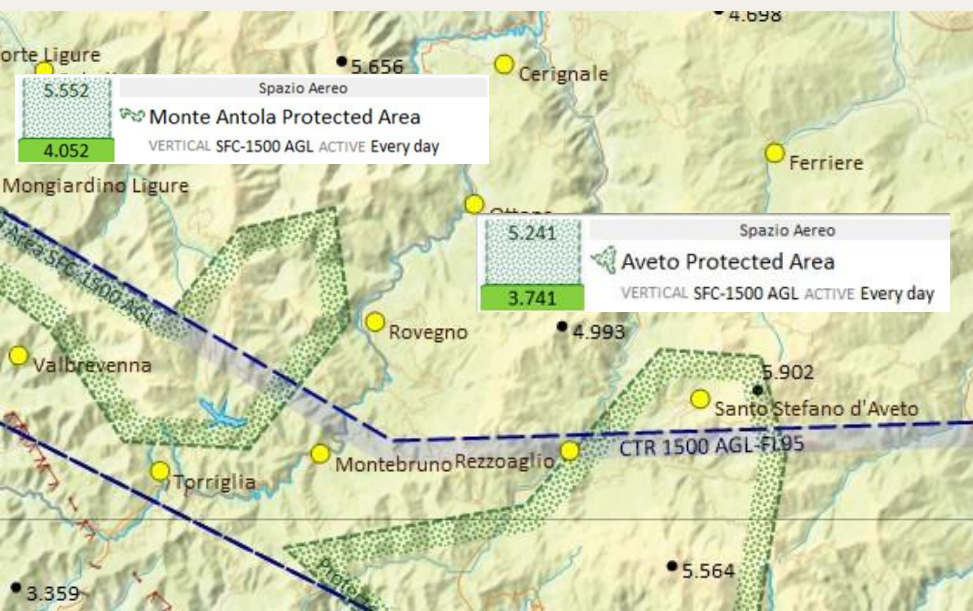 4.698
orte Ligure
5.656
Cerignale
5.552
Spazio Aereo
Monte Antola Protected Area
4.052
VERTICAL SFC-1500 AGL ACTIVE Every day
Ferriere
Mongiardino Ligure
5.241
Spazio Aereo
Aveto Protected Area
3.741
VERTICAL SFC-1500 AGL ACTIVE Every day
Area SFC-1500 AGL
Rovegno
4.993
Valbrevenna
5.902
Santo Stefano d'Aveto
CTR 1500 AGL-FL95
Montebruno
Rezzoaglio
Torriglia
5.564
3.359